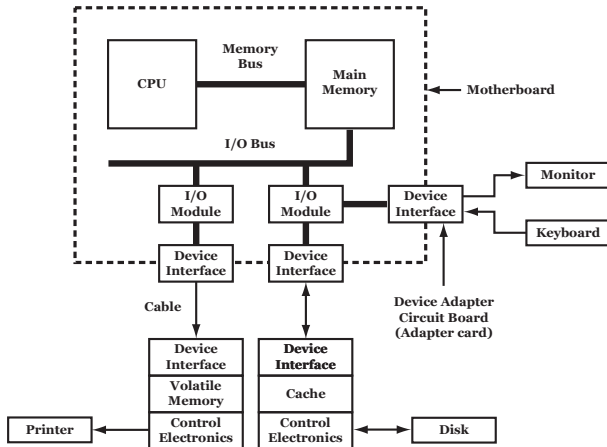 Memory
Bus
CPU
Main
Memory
Motherboard
I/O Bus
Monitor
I/O
Module
I/O
Module
Device
Interface
Keyboard
Device
Interface
Device
Interface
Cable
Device Adapter
Circuit Board
(Adapter card)
Device
Interface
Device
Interface
Volatile
Memory
Cache
Printer
Control
Electronics
Control
Electronics
Disk